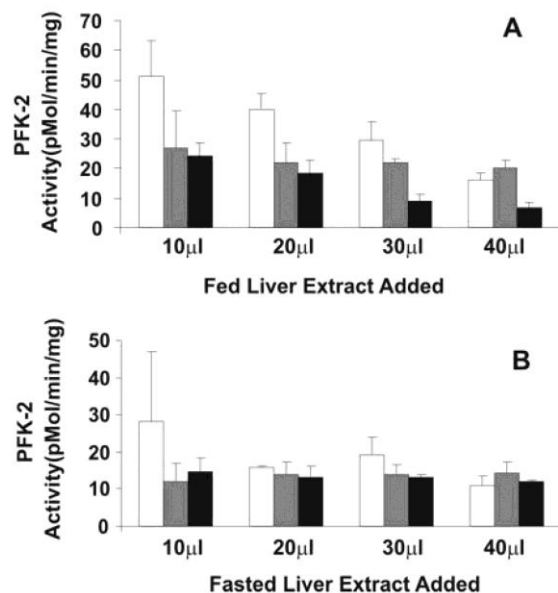 A
70
60
50
40
30
20
10
0
PFK-2
Activity(pMol/min/mg)
10µl 20µl 30µl 40µl
Fed Liver Extract Added
B
50
40
30
20
10
0
PFK-2
Activity(pMol/min/mg)
10µl 20µl 30µl 40µl
Fasted Liver Extract Added